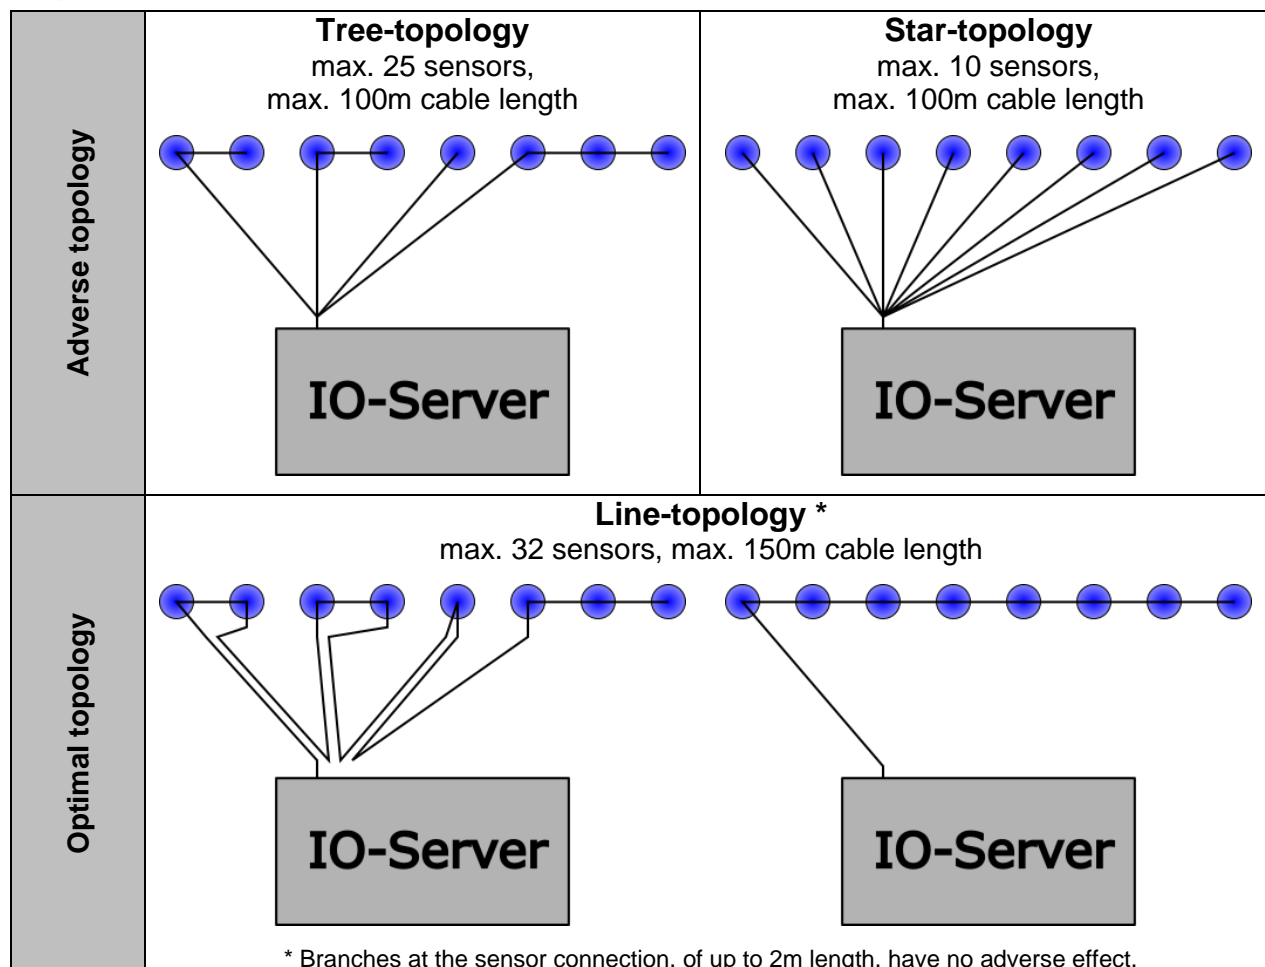 Adverse topology
Tree-topology
max. 25 sensors,
max. 100m cable length
IO-Server
Star-topology
max. 10 sensors,
max. 100m cable length
IO-Server
Optimal topology
Line-topology *
max. 32 sensors, max. 150m cable length
IO-Server
IO-Server
* Branches at the sensor connection, of up to 2m length, have no adverse effect.